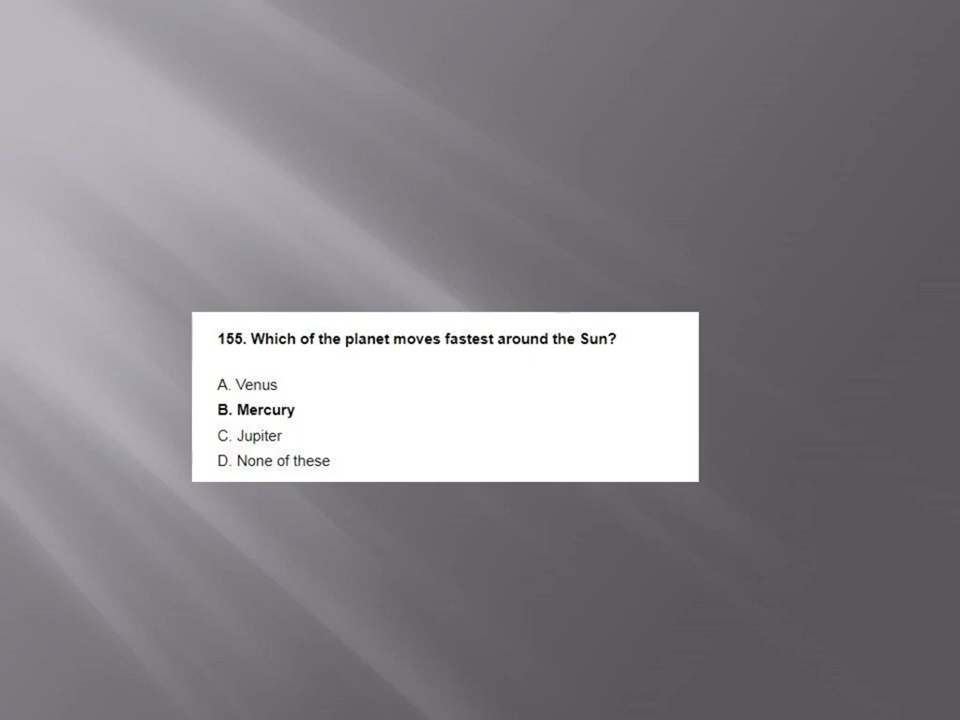 155. Which of the planet moves fastest around the Sun?
A. Venus
B. Mercury
C. Jupiter
D. None of these